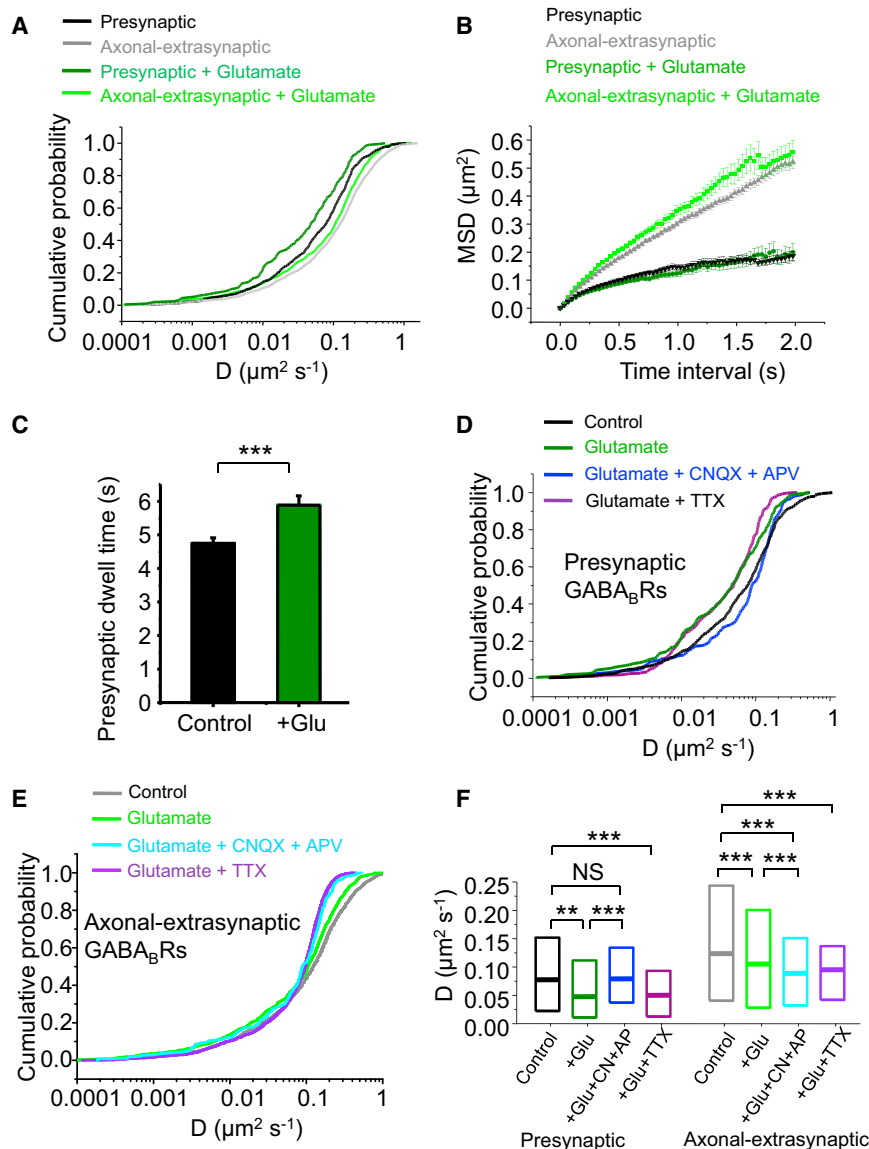 A
Presynaptic
Axonal-extrasynaptic
Presynaptic + Glutamate
Axonal-extrasynaptic + Glutamate
Cumulative probability
1.0
0.8
0.6
0.4
0.2
0.0
0.0001 0.001 0.01 0.1 1
D (µm² s⁻¹)
B
Presynaptic
Axonal-extrasynaptic
Presynaptic + Glutamate
Axonal-extrasynaptic + Glutamate
MSD (µm²)
0.6
0.5
0.4
0.3
0.2
0.1
0.0
0.0 0.5 1.0 1.5 2.0
Time interval (s)
C
***
Presynaptic dwell time (s)
6
5
4
3
2
1
0
Control +Glu
D
Control
Glutamate
Glutamate + CNQX + APV
Glutamate + TTX
Cumulative probability
1.0
0.8
0.6
0.4
0.2
0.0
Presynaptic
GABA_BRs
0.0001 0.001 0.01 0.1 1
D (µm² s⁻¹)
E
Control
Glutamate
Glutamate + CNQX + APV
Glutamate + TTX
Cumulative probability
1.0
0.8
0.6
0.4
0.2
0.0
Axonal-extrasynaptic
GABA_BRs
0.0001 0.001 0.01 0.1 1
D (µm² s⁻¹)
F
***
NS
** ***
***
***
*** ***
D (µm² s⁻¹)
0.25
0.20
0.15
0.10
0.05
0.00
Control
+Glu
+Glu+CN+AP
+Glu+TTX
Control
+Glu
+Glu+CN+AP
+Glu+TTX
Presynaptic Axonal-extrasynaptic